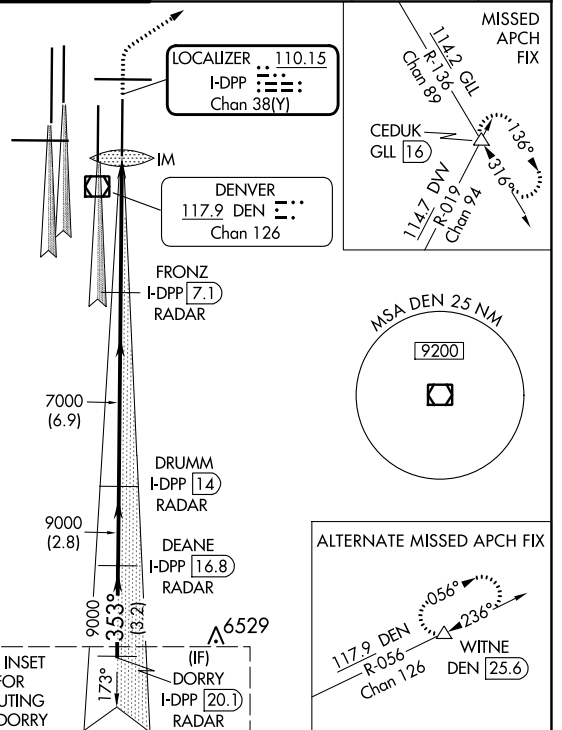 LOCALIZER 110.15
I-DPP
Chan 38(Y)
IM
DENVER
117.9 DEN
Chan 126
FRONZ
I-DPP 7.1
RADAR
7000
(6.9)
DRUMM
I-DPP 14
RADAR
9000
(2.8)
DEANE
I-DPP 16.8
RADAR
9000
353°
(3.2)
6529
173°
(IF)
DORRY
I-DPP 20.1
RADAR
INSET
FOR
UTING
DORRY
MISSED
APCH
FIX
114.2 GLL
R-136
Chan 89
CEDUK
GLL 16
136°
316°
114.7 DVV
R-019
Chan 94
MSA DEN 25 NM
9200
ALTERNATE MISSED APCH FIX
056°
236°
117.9 DEN
R-056
Chan 126
WITNE
DEN 25.6